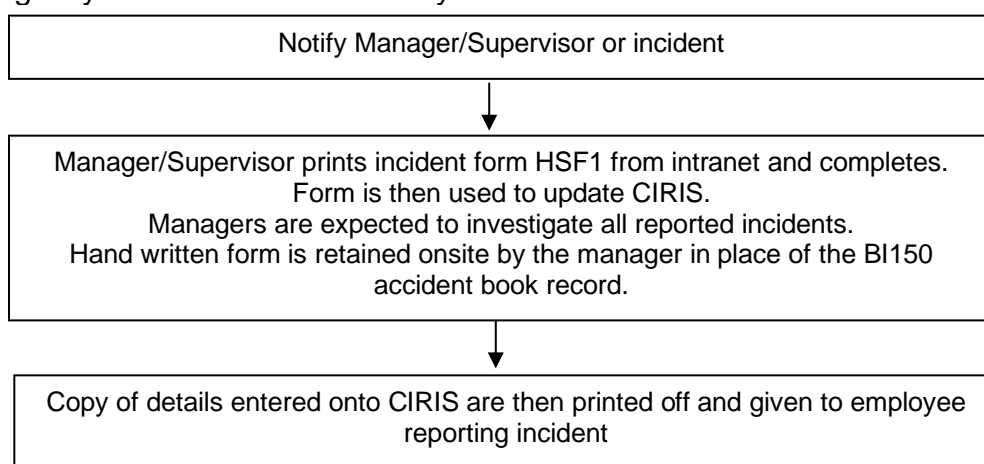 Notify Manager/Supervisor or incident
Manager/Supervisor prints incident form HSF1 from intranet and completes.
Form is then used to update CIRIS.
Managers are expected to investigate all reported incidents.
Hand written form is retained onsite by the manager in place of the BI150
accident book record.
Copy of details entered onto CIRIS are then printed off and given to employee
reporting incident